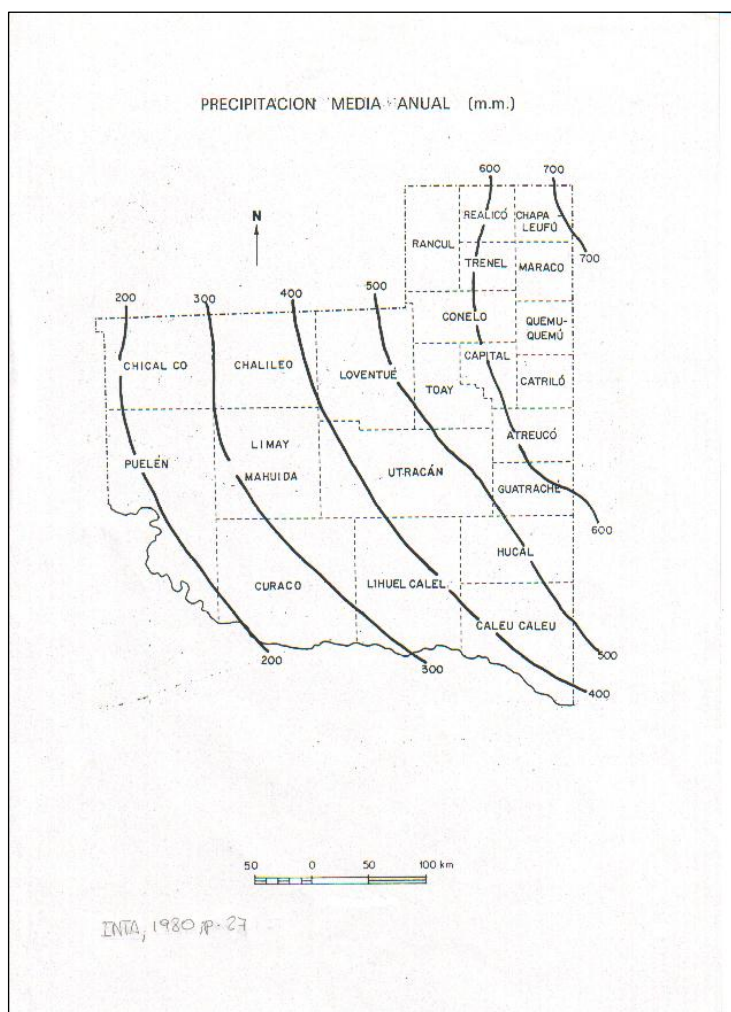 PRECIPITACION MEDIA ANUAL (m.m.)
600
700
N
REALICÓ
CHAPA
LEUFÚ
RANCUL
TRENEL
MARACO
700
200
300
400
500
CONELO
QUEMU-
QUEMÚ
CHICAL CO
CHALILEO
LOVENTUÉ
CAPITAL
TOAY
CATRILÓ
LIMAY
MAHUIDA
ATREUCÓ
PUELÉN
UTRACÁN
GUATRACHE
600
HUCAL
CURACO
LIHUEL CALEL
CALEU CALEU
200
300
500
400
50 0 50 100 km
INTA, 1980, p. 27